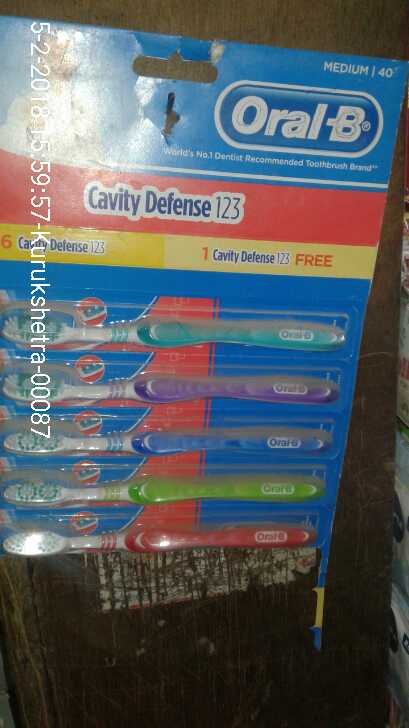 MEDIUM | 40
Oral-B®
World's No.1 Dentist Recommended Toothbrush Brand**
Cavity Defense 123
6 Cavity Defense 123
1 Cavity Defense 123 FREE
Oral-B
Oral-B
Oral-B
Oral-B
Oral-B
5-2-2018 15:59:57-Kurukshetra-00087